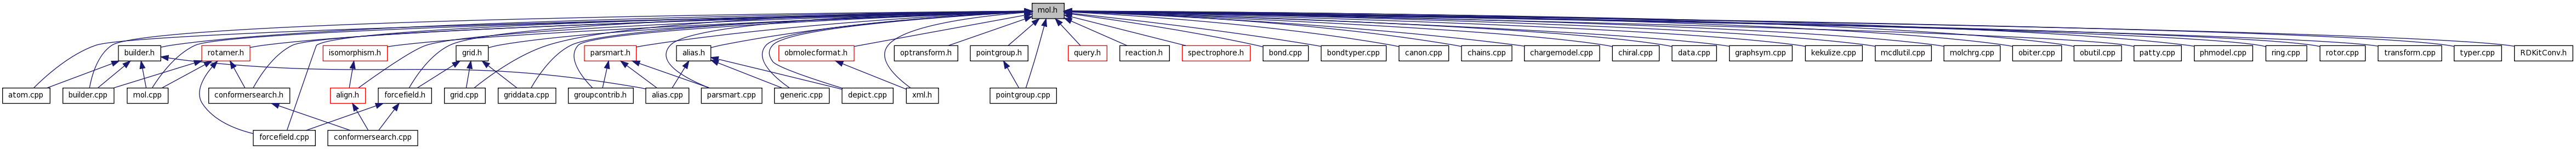 mol.h
builder.h
rotamer.h
isomorphism.h
grid.h
parsmart.h
alias.h
obmolecformat.h
optransform.h
pointgroup.h
query.h
reaction.h
spectrophore.h
bond.cpp
bondtyper.cpp
canon.cpp
chains.cpp
chargemodel.cpp
chiral.cpp
data.cpp
graphsym.cpp
kekulize.cpp
mcdlutil.cpp
molchrg.cpp
obiter.cpp
obutil.cpp
patty.cpp
phmodel.cpp
ring.cpp
rotor.cpp
transform.cpp
typer.cpp
RDKitConv.h
atom.cpp
builder.cpp
mol.cpp
conformersearch.h
align.h
forcefield.h
grid.cpp
griddata.cpp
groupcontrib.h
alias.cpp
parsmart.cpp
generic.cpp
depict.cpp
xml.h
pointgroup.cpp
forcefield.cpp
conformersearch.cpp